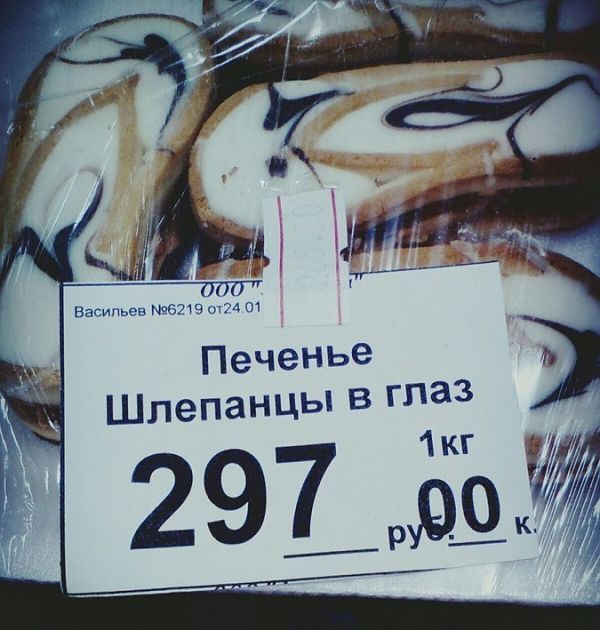 ООО "
Васильев №6219 от24.01
Печенье
Шлепанцы в глаз
1кг
297 руб. 00 к.